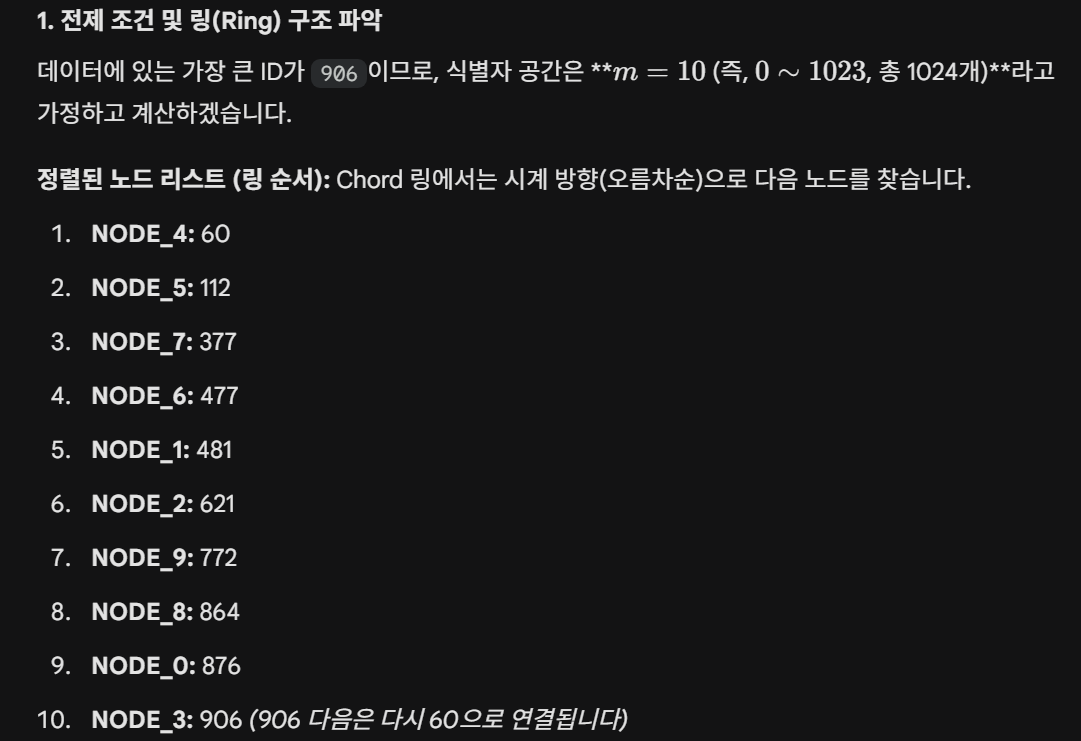 1. 전제 조건 및 링(Ring) 구조 파악
데이터에 있는 가장 큰 ID가 906 이므로, 식별자 공간은 **m = 10 (즉, 0 ~ 1023, 총 1024개)**라고
가정하고 계산하겠습니다.
정렬된 노드 리스트 (링 순서): Chord 링에서는 시계 방향(오름차순)으로 다음 노드를 찾습니다.
1. NODE_4: 60
2. NODE_5: 112
3. NODE_7: 377
4. NODE_6: 477
5. NODE_1: 481
6. NODE_2: 621
7. NODE_9: 772
8. NODE_8: 864
9. NODE_0: 876
10. NODE_3: 906 (906 다음은 다시 60으로 연결됩니다)